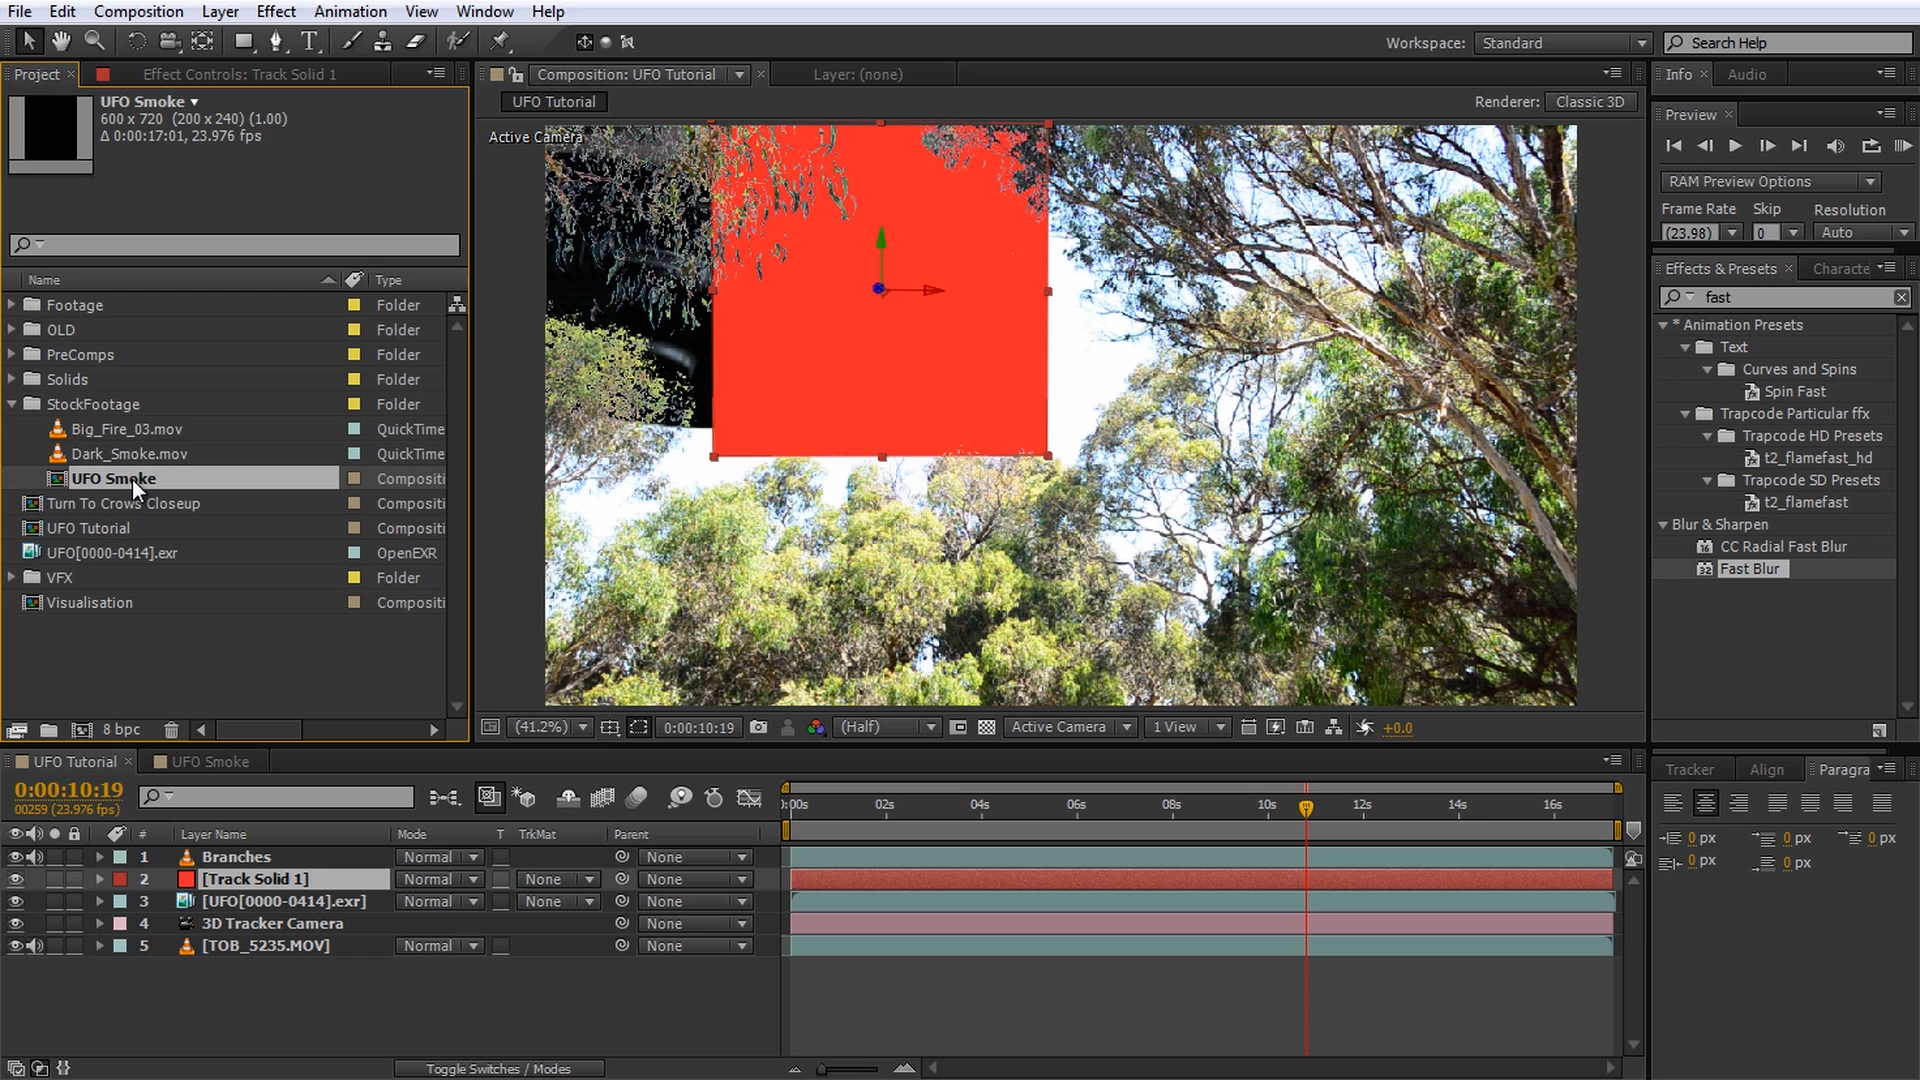 File Edit Composition Layer Effect Animation View Window Help
Workspace: Standard Search Help
Project × Effect Controls: Track Solid 1
Composition: UFO Tutorial × Layer: (none)
Info × Audio
UFO Smoke
600 x 720 (200 x 240) (1.00)
Δ 0:00:17:01, 23.976 fps
UFO Tutorial
Renderer: Classic 3D
Active Camera
Preview ×
RAM Preview Options
Frame Rate Skip Resolution
(23.98) 0 Auto
Name Type
Footage Folder
OLD Folder
PreComps Folder
Solids Folder
StockFootage Folder
Big_Fire_03.mov QuickTime
Dark_Smoke.mov QuickTime
UFO Smoke Compositi
Turn To Crows Closeup Compositi
UFO Tutorial Compositi
UFO[0000-0414].exr OpenEXR
VFX Folder
Visualisation Compositi
8 bpc
Effects & Presets × Characte
fast
* Animation Presets
Text
Curves and Spins
Spin Fast
Trapcode Particular ffx
Trapcode HD Presets
t2_flamefast_hd
Trapcode SD Presets
t2_flamefast
Blur & Sharpen
CC Radial Fast Blur
16
Fast Blur
32
(41.2%) 0:00:10:19 (Half) Active Camera 1 View +0.0
UFO Tutorial × UFO Smoke
0:00:10:19
00259 (23.976 fps)
:00s 02s 04s 06s 08s 10s 12s 14s 16s
# Layer Name Mode T TrkMat Parent
1 Branches Normal None
2 [Track Solid 1] Normal None None
3 [UFO[0000-0414].exr] Normal None None
4 3D Tracker Camera None
5 [TOB_5235.MOV] Normal None
Toggle Switches / Modes
Tracker Align Paragra
0 px 0 px 0 px
0 px 0 px